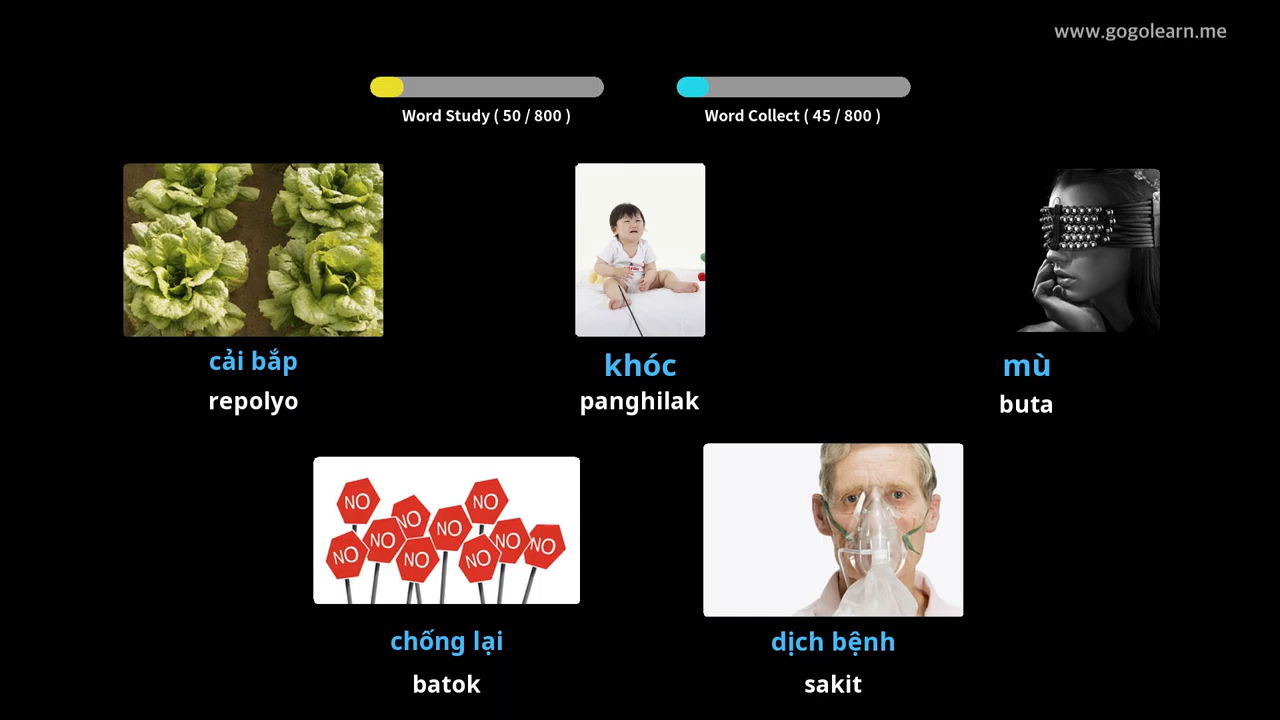 www.gogolearn.me
Word Study ( 50 / 800 )
Word Collect ( 45 / 800 )
cải bắp
repolyo
khóc
panghilak
mù
buta
NO
NO
NO
NO
NO
NO
NO
NO
NO
NO
chống lại
batok
dịch bệnh
sakit